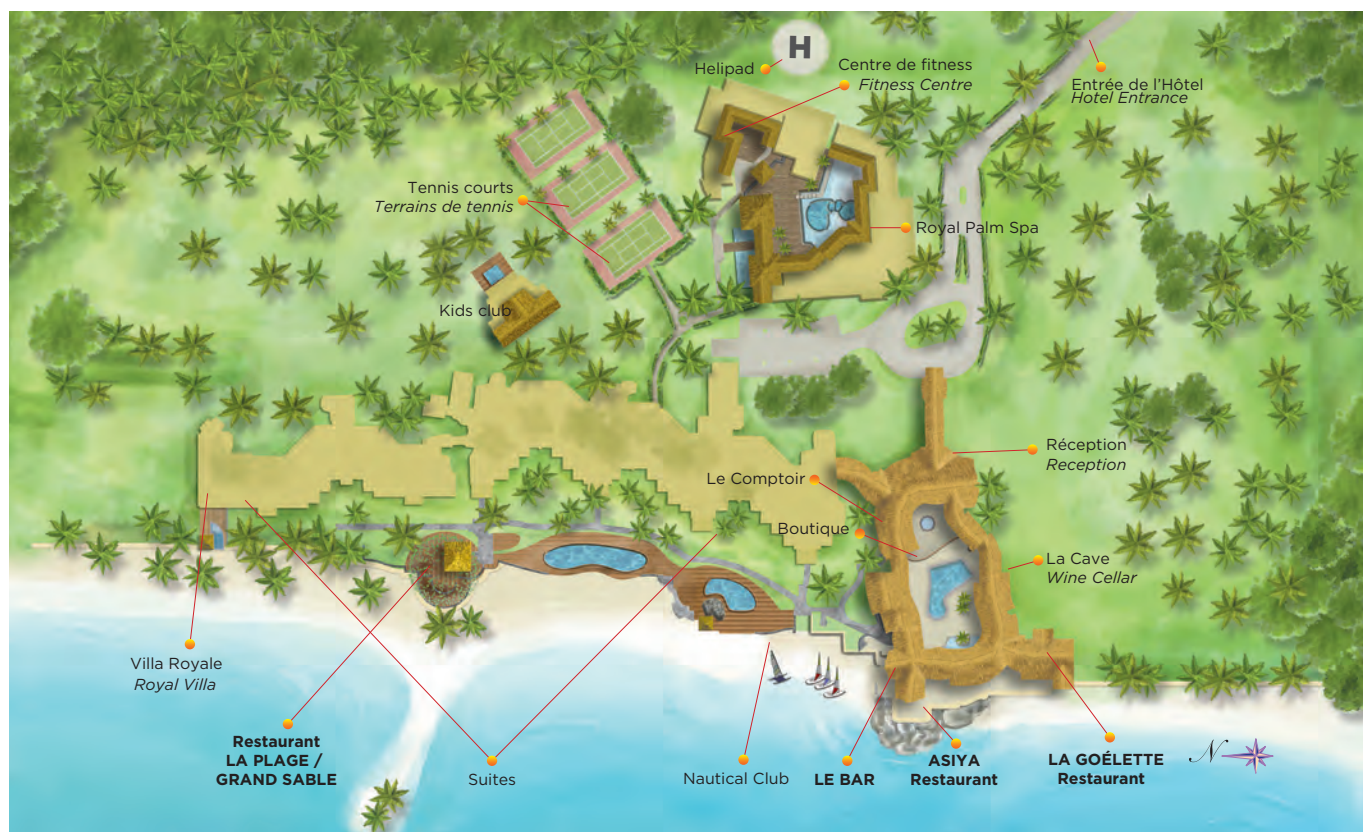 H
Helipad
Centre de fitness
Fitness Centre
Entrée de l'Hôtel
Hotel Entrance
Tennis courts
Terrains de tennis
Royal Palm Spa
Kids club
Réception
Reception
Le Comptoir
Boutique
La Cave
Wine Cellar
Villa Royale
Royal Villa
Restaurant
LA PLAGE /
GRAND SABLE
Suites
Nautical Club
LE BAR
ASIYA
Restaurant
LA GOÉLETTE
Restaurant
N